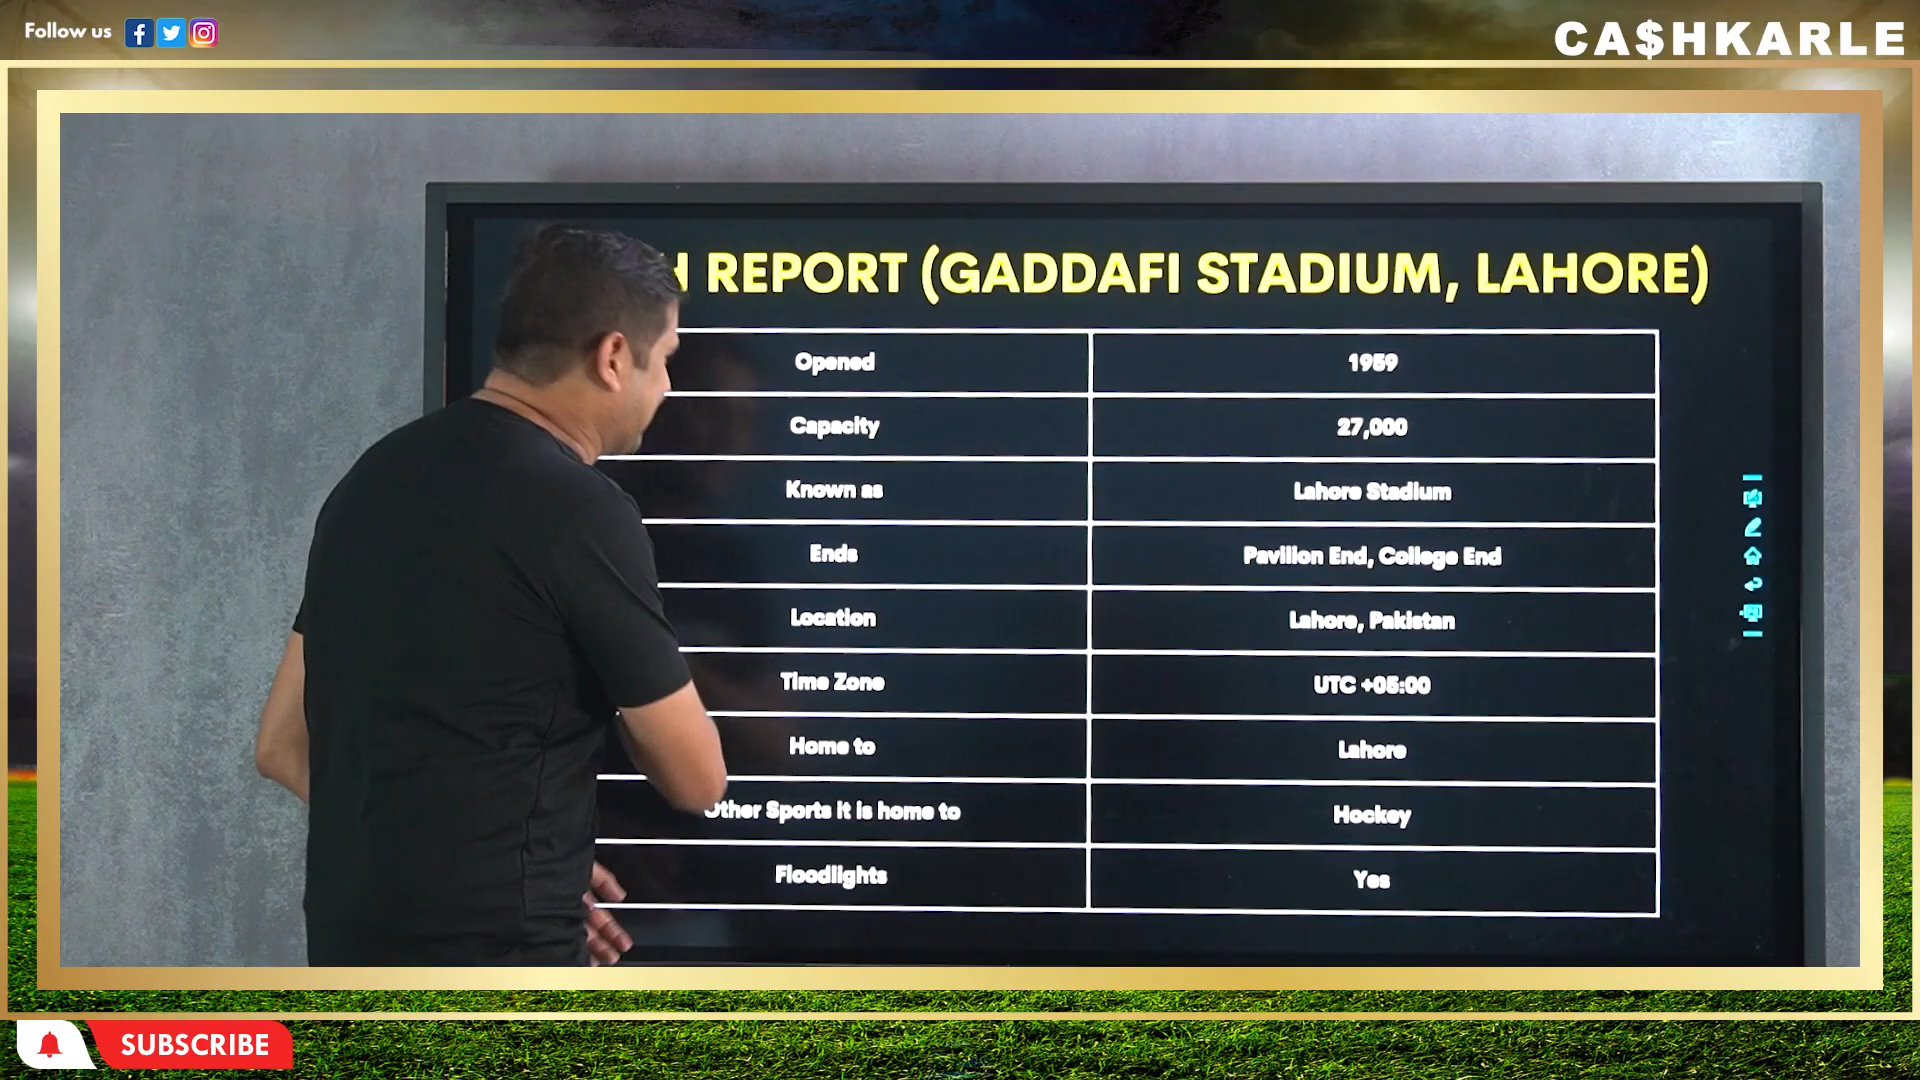 Follow us
CA$HKARLE
H REPORT (GADDAFI STADIUM, LAHORE)
Opened 1959
Capacity 27,000
Known as Lahore Stadium
Ends Pavilion End, College End
Location Lahore, Pakistan
Time Zone UTC +05:00
Home to Lahore
Other Sports it is home to Hockey
Floodlights Yes
SUBSCRIBE